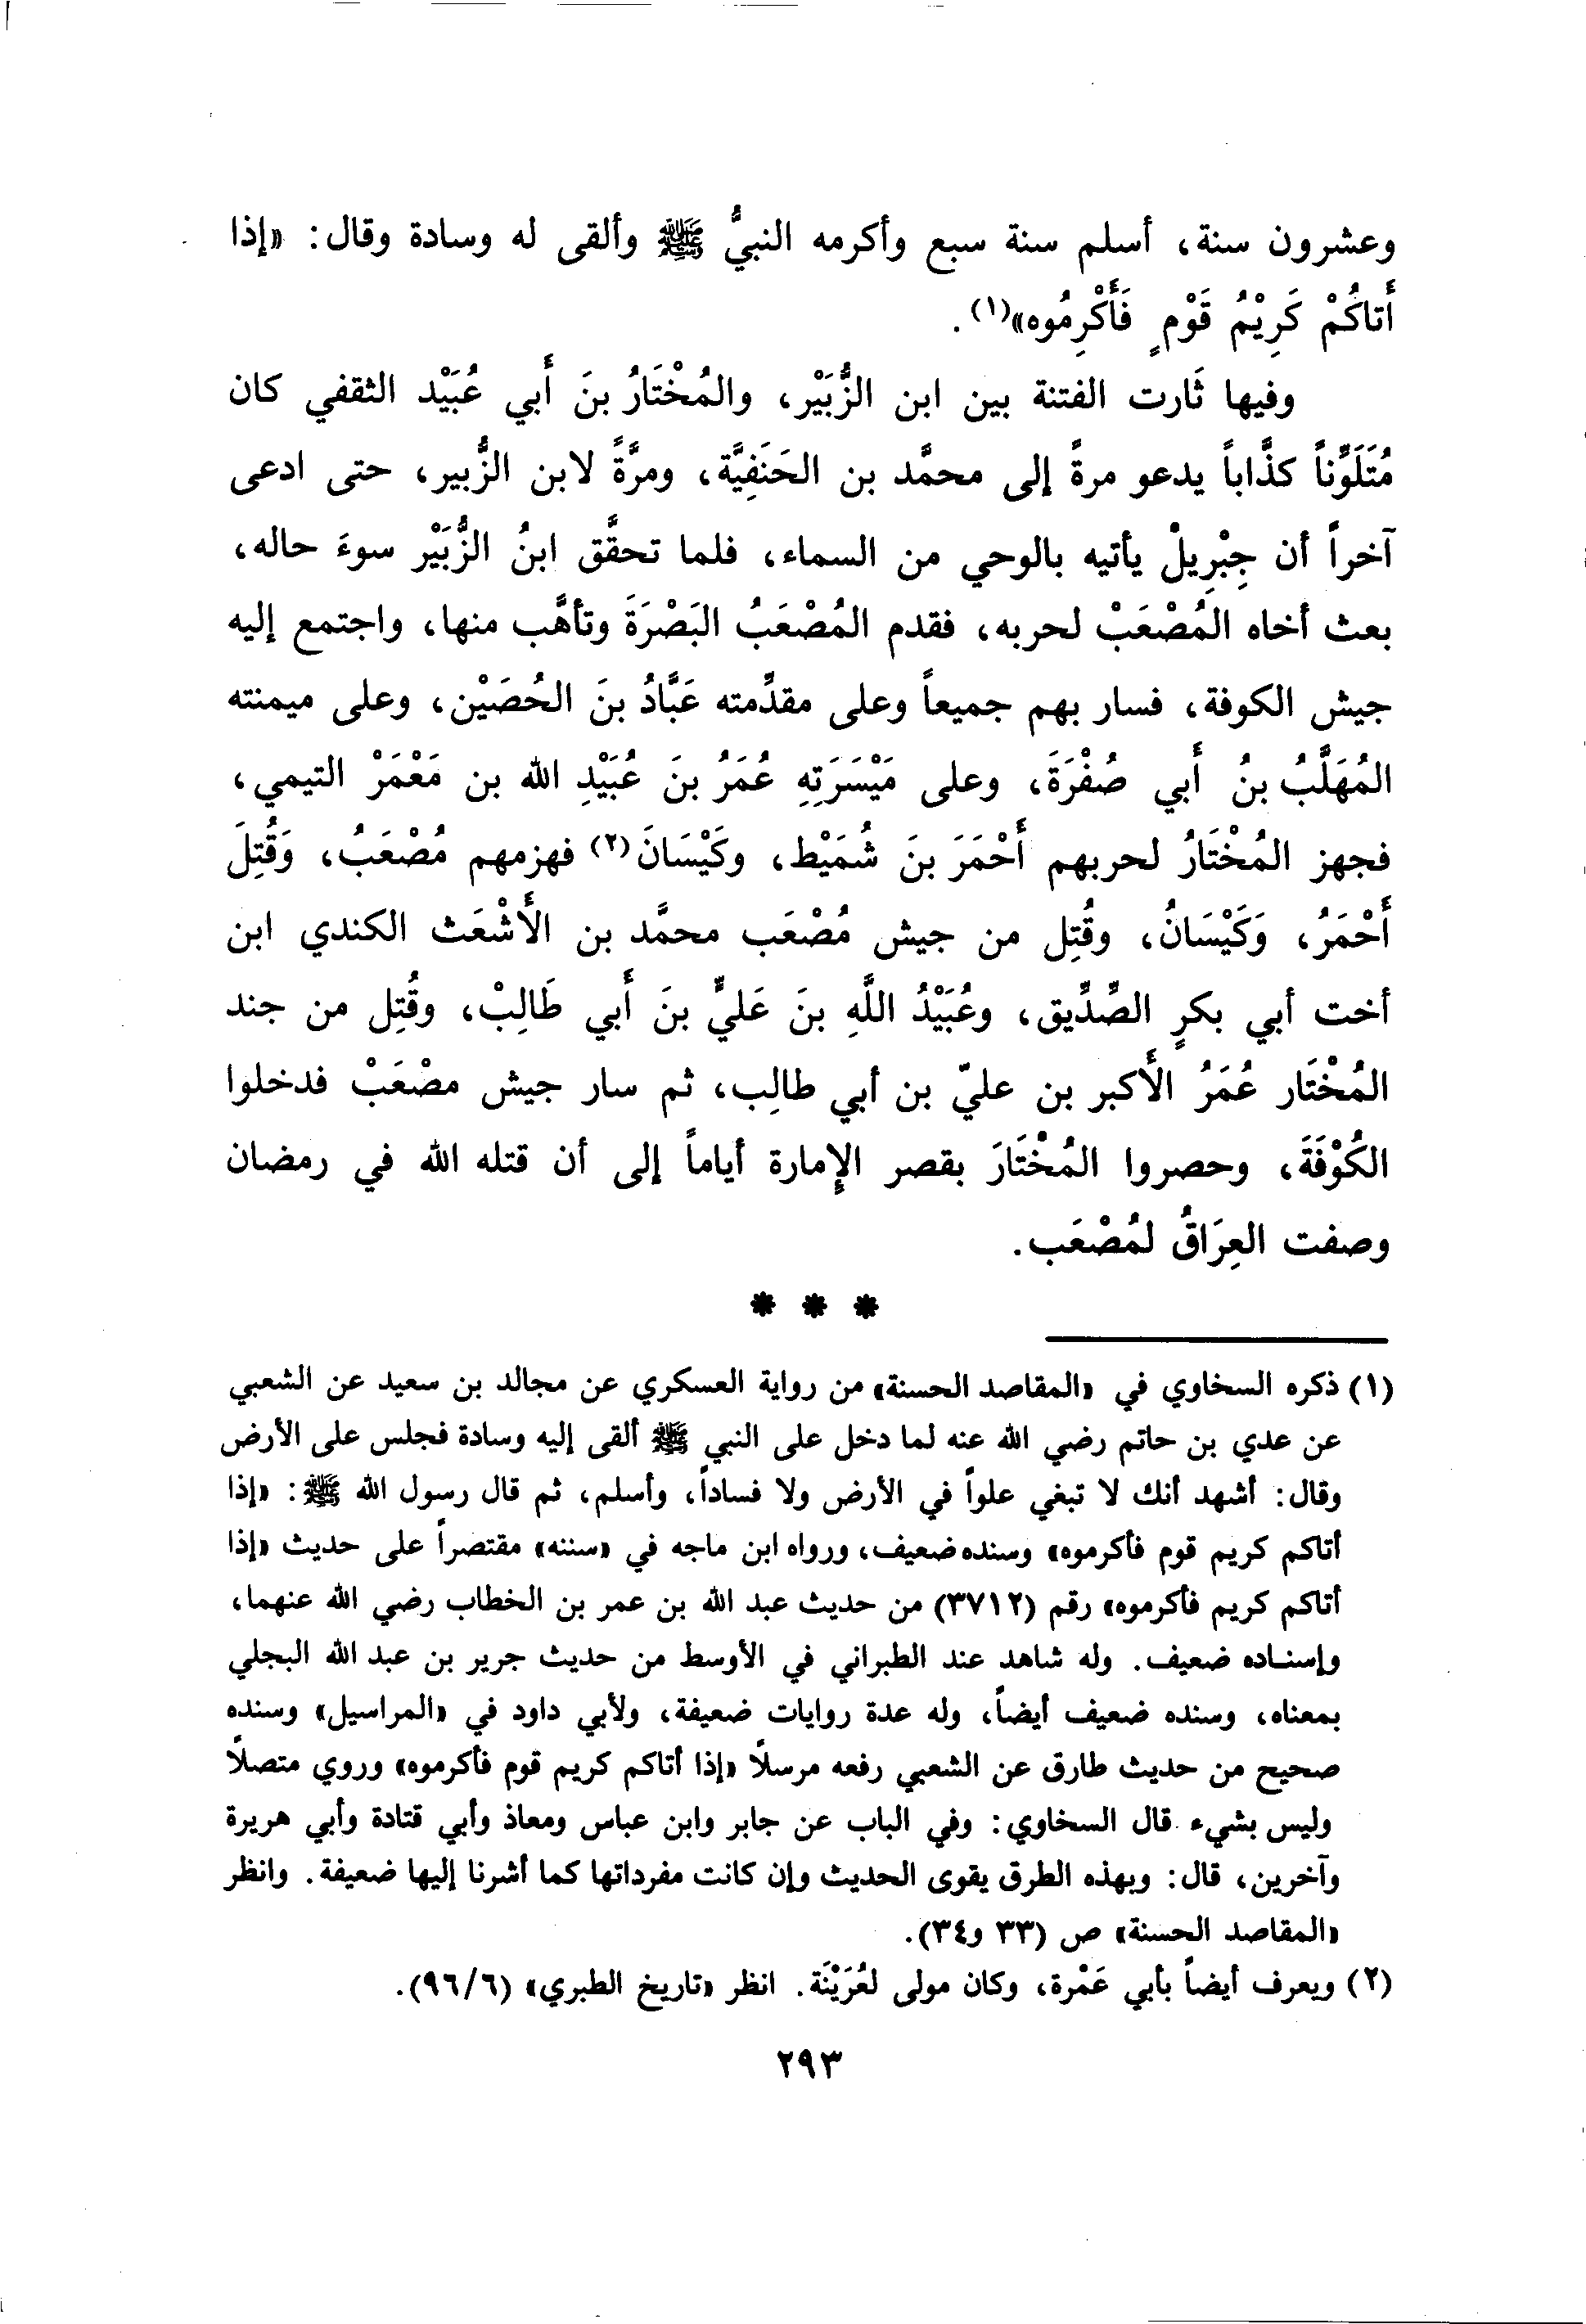 وعشرون سنة، أسلم سنة سبع وأكرمه النبيُّ ﷺ وألقى له وسادة وقال: «إذا
أَتاكُمْ كَرِيْمُ قَوْمٍ فَأَكْرِمُوه»(١).
وفيها ثَارت الفتنة بين ابن الزُّبَيْر، والمُخْتَارُ بنَ أَبي عُبَيْد الثقفي كان
مُتَلَوِّناً كذَّاباً يدعو مرةً إلى محمَّد بن الحَنَفِيَّة، ومرَّةً لابن الزُّبير، حتى ادعى
آخراً أن جِبْرِيلْ يأتيه بالوحي من السماء، فلما تحقَّق ابنُ الزُّبَيْر سوءَ حاله،
بعث أخاه المُصْعَبْ لحربه، فقدم المُصْعَبُ البَصْرَةَ وتأهَّب منها، واجتمع إليه
جيش الكوفة، فسار بهم جميعاً وعلى مقدِّمته عَبَّادُ بنَ الحُصَيْن، وعلى ميمنته
المُهَلَّبُ بنُ أَبي صُفْرَةَ، وعلى مَيْسَرَتِهِ عُمَرُ بنَ عُبَيْدِ الله بن مَعْمَرْ التيمي،
فجهز المُخْتَارُ لحربهم أَحْمَرَ بنَ شُمَيْط، وكَيْسَانَ(٢) فهزمهم مُصْعَبُ، وَقُتِلَ
أَحْمَرُ، وَكَيْسَانُ، وقُتِل من جيش مُصْعَب محمَّد بن الأَشْعَث الكندي ابن
أخت أبي بكرٍ الصِّدِّيق، وعُبَيْدُ اللَّهِ بنَ عَليٍّ بنَ أَبي طَالِبْ، وقُتِل من جند
المُخْتَار عُمَرُ الأَكبر بن عليّ بن أبي طالِب، ثم سار جيش مصْعَبْ فدخلوا
الكُوْفَةَ، وحصروا المُخْتَارَ بقصر الإمارة أياماً إلى أن قتله الله في رمضان
وصفت العِرَاقُ لمُصْعَب.
* * *
(١) ذكره السخاوي في «المقاصد الحسنة» من رواية العسكري عن مجالد بن سعيد عن الشعبي
عن عدي بن حاتم رضي الله عنه لما دخل على النبي ﷺ ألقى إليه وسادة فجلس على الأرض
وقال: أشهد أنك لا تبغي علواً في الأرض ولا فساداً، وأسلم، ثم قال رسول الله ﷺ: «إذا
أتاكم كريم قوم فأكرموه» وسنده ضعيف، ورواه ابن ماجه في «سننه» مقتصراً على حديث «إذا
أتاكم كريم فأكرموه» رقم (٣٧١٢) من حديث عبد الله بن عمر بن الخطاب رضي الله عنهما،
وإسناده ضعيف. وله شاهد عند الطبراني في الأوسط من حديث جرير بن عبد الله البجلي
بمعناه، وسنده ضعيف أيضاً، وله عدة روايات ضعيفة، ولأبي داود في «المراسيل» وسنده
صحيح من حديث طارق عن الشعبي رفعه مرسلاً «إذا أتاكم كريم قوم فأكرموه» وروي متصلاً
وليس بشيء. قال السخاوي: وفي الباب عن جابر وابن عباس ومعاذ وأبي قتادة وأبي هريرة
وآخرين، قال: وبهذه الطرق يقوى الحديث وإن كانت مفرداتها كما أشرنا إليها ضعيفة. وانظر
«المقاصد الحسنة» ص (٣٣ و٣٤).
(٢) ويعرف أيضاً بأبي عَمْرة، وكان مولى لعُرَيْنَة. انظر «تاريخ الطبري» (٩٦/٦).
٢٩٣